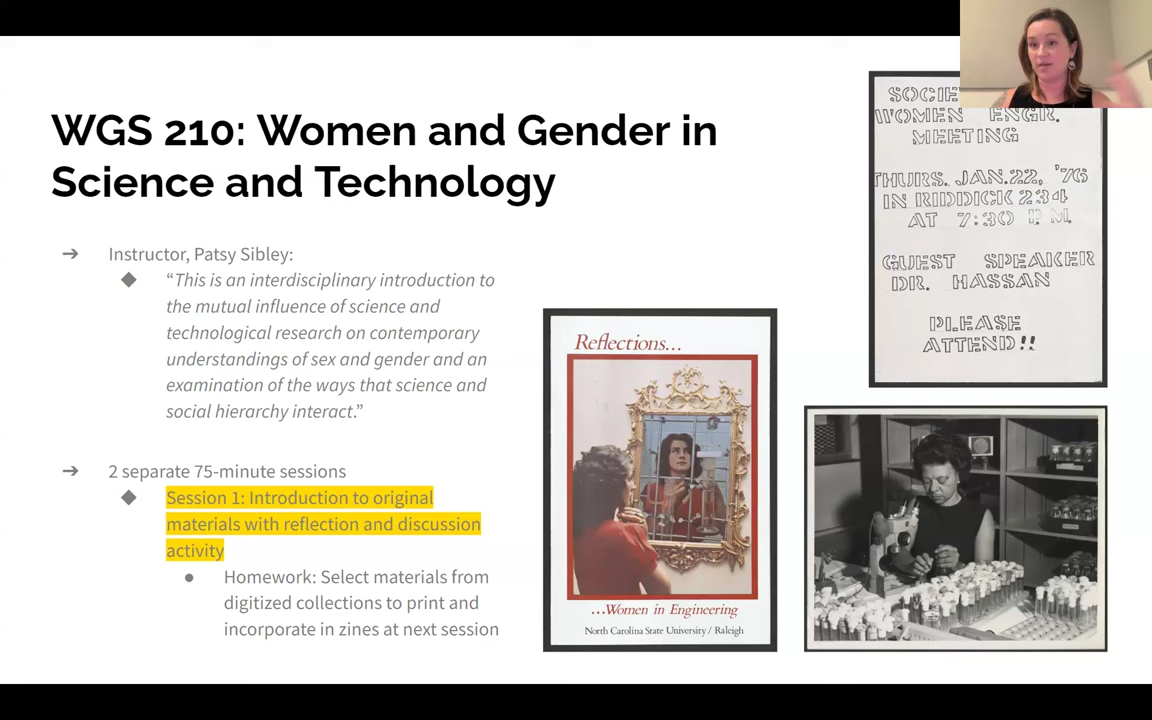 WGS 210: Women and Gender in
Science and Technology
➔ Instructor, Patsy Sibley:
◆ “This is an interdisciplinary introduction to
the mutual influence of science and
technological research on contemporary
understandings of sex and gender and an
examination of the ways that science and
social hierarchy interact.”
➔ 2 separate 75-minute sessions
◆ Session 1: Introduction to original
materials with reflection and discussion
activity
● Homework: Select materials from
digitized collections to print and
incorporate in zines at next session
Reflections...
...Women in Engineering
North Carolina State University / Raleigh
WOMEN ENGR.
MEETING
THURS. JAN.22, '76
IN RIDDICK 234
AT 7:30 P.M.
GUEST SPEAKER
DR. HASSAN
PLEASE
ATTEND!!